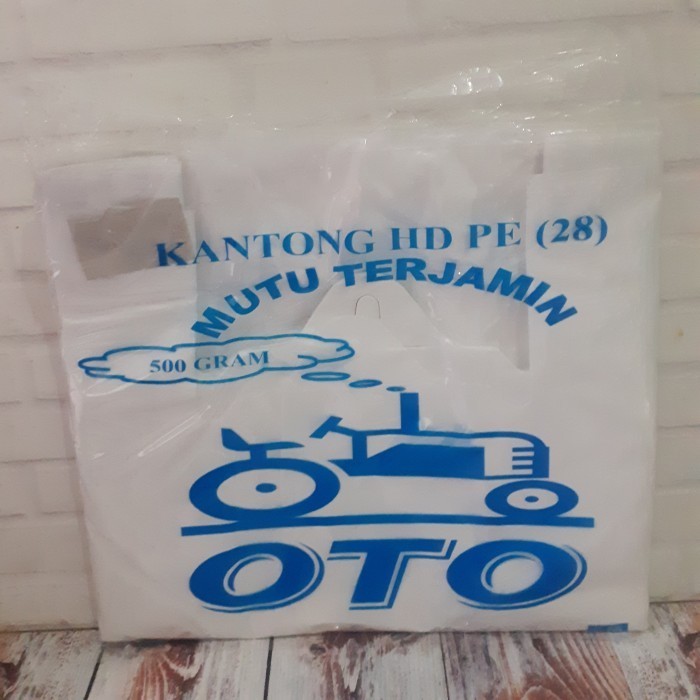 KANTONG HD PE (28)
MUTU TERJAMIN
500 GRAM
OTO